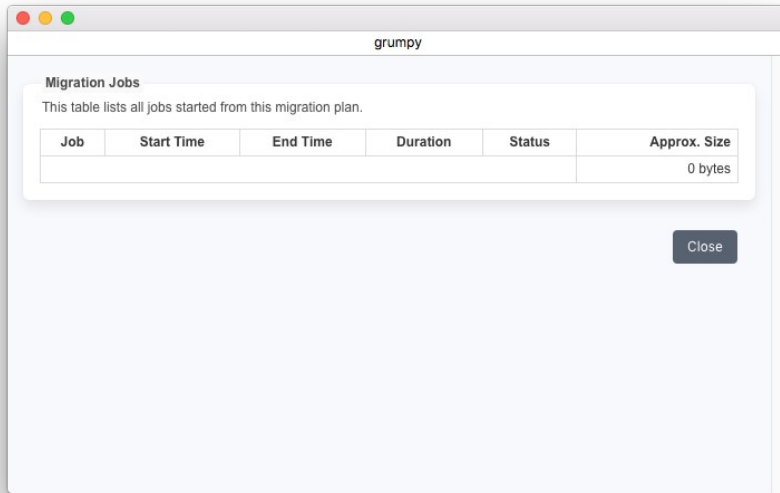 grumpy
Migration Jobs
This table lists all jobs started from this migration plan.
Job Start Time End Time Duration Status Approx. Size
0 bytes
Close